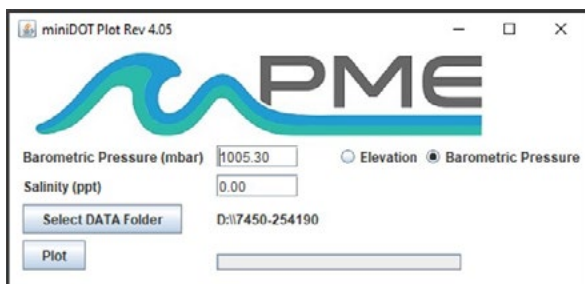 miniDOT Plot Rev 4.05
PME
Barometric Pressure (mbar) 1005.30 Elevation Barometric Pressure
Salinity (ppt) 0.00
Select DATA Folder D:\\7450-254190
Plot